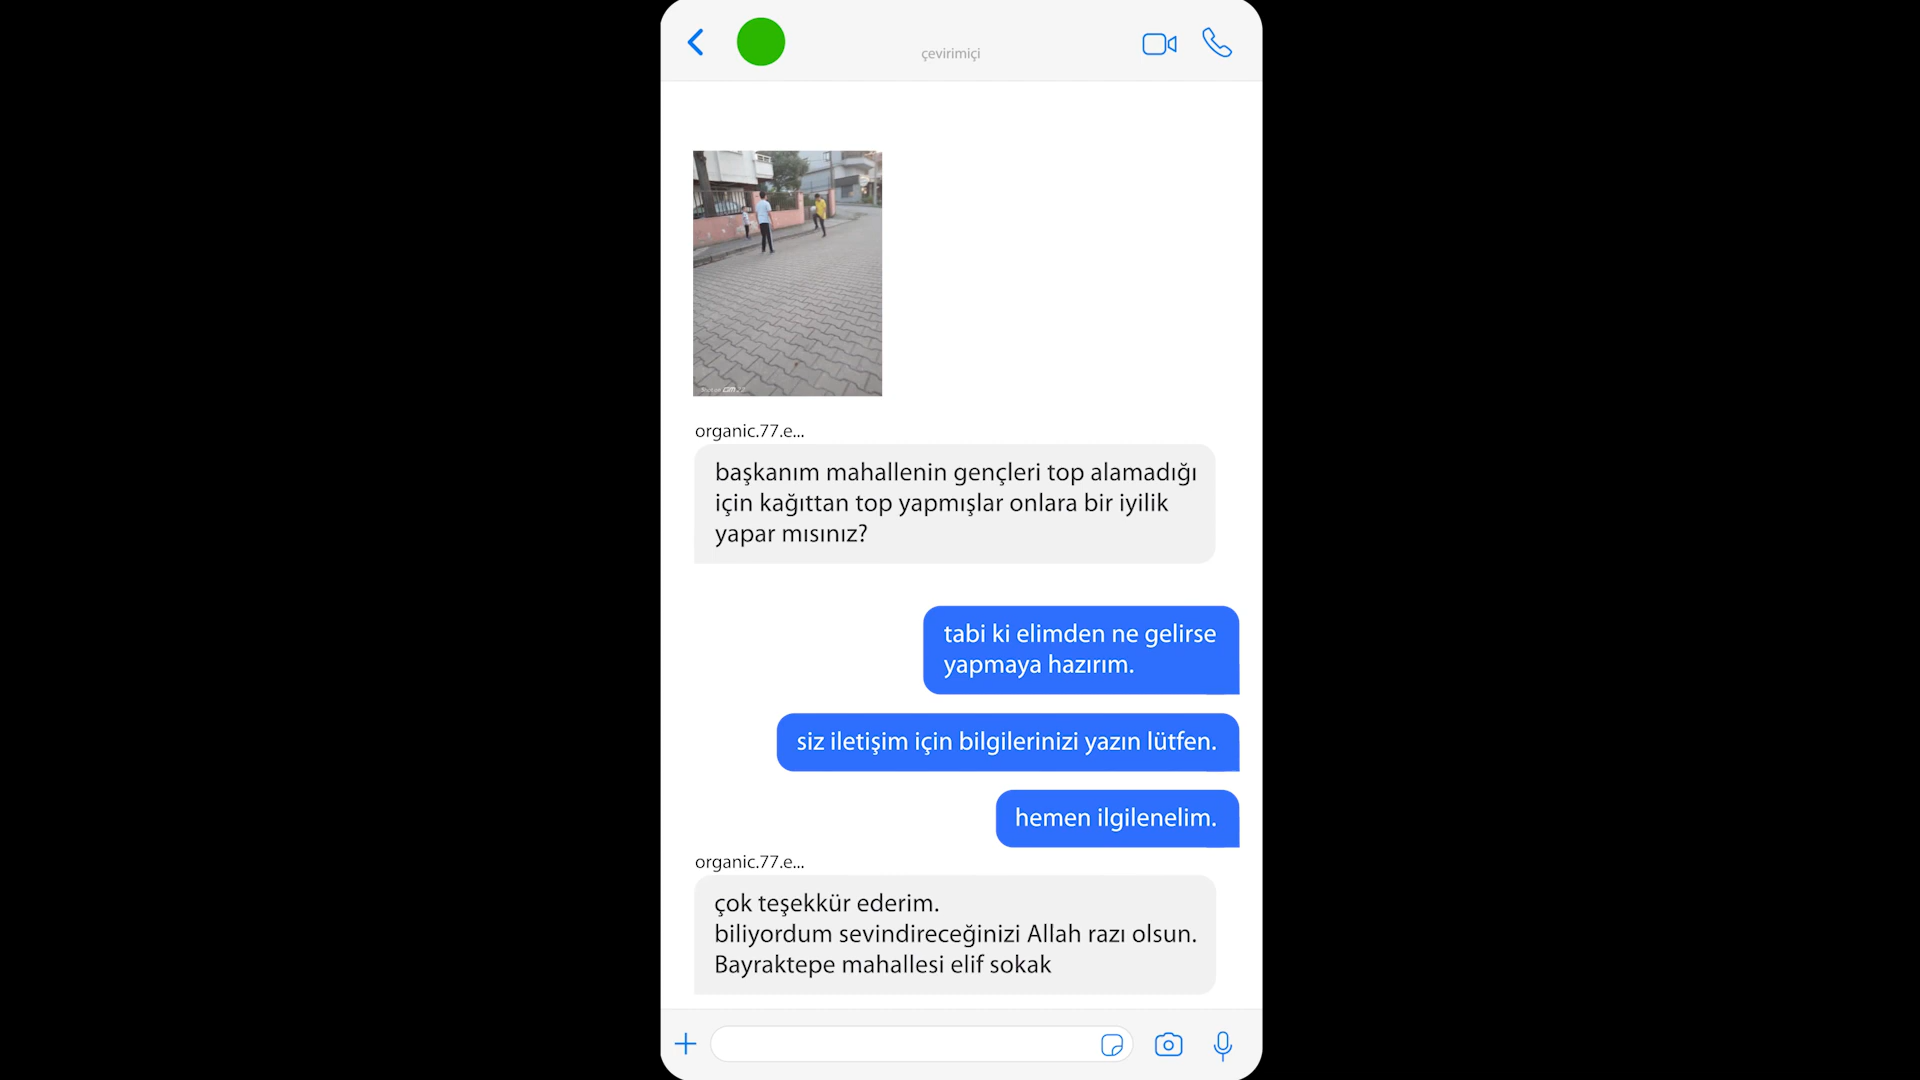 çevirimiçi
organic.77.e...
başkanım mahallenin gençleri top alamadığı
için kağıttan top yapmışlar onlara bir iyilik
yapar mısınız?
tabi ki elimden ne gelirse
yapmaya hazırım.
siz iletişim için bilgilerinizi yazın lütfen.
hemen ilgilenelim.
organic.77.e...
çok teşekkür ederim.
biliyordum sevindireceğinizi Allah razı olsun.
Bayraktepe mahallesi elif sokak